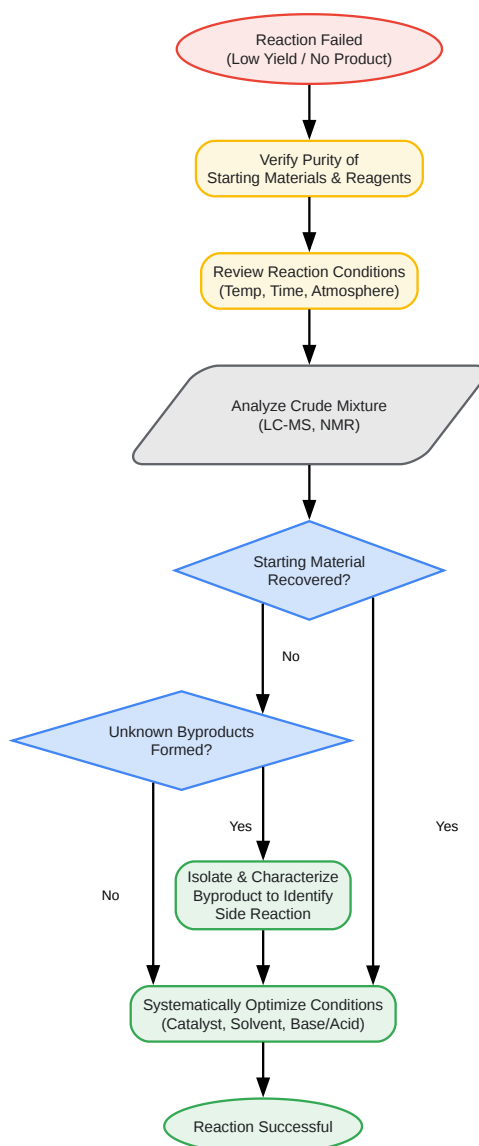 Reaction Failed
(Low Yield / No Product)
Verify Purity of
Starting Materials & Reagents
Review Reaction Conditions
(Temp, Time, Atmosphere)
Analyze Crude Mixture
(LC-MS, NMR)
Starting Material
Recovered?
No
Unknown Byproducts
Formed?
Yes
Yes
Isolate & Characterize
Byproduct to Identify
Side Reaction
No
Systematically Optimize Conditions
(Catalyst, Solvent, Base/Acid)
Reaction Successful